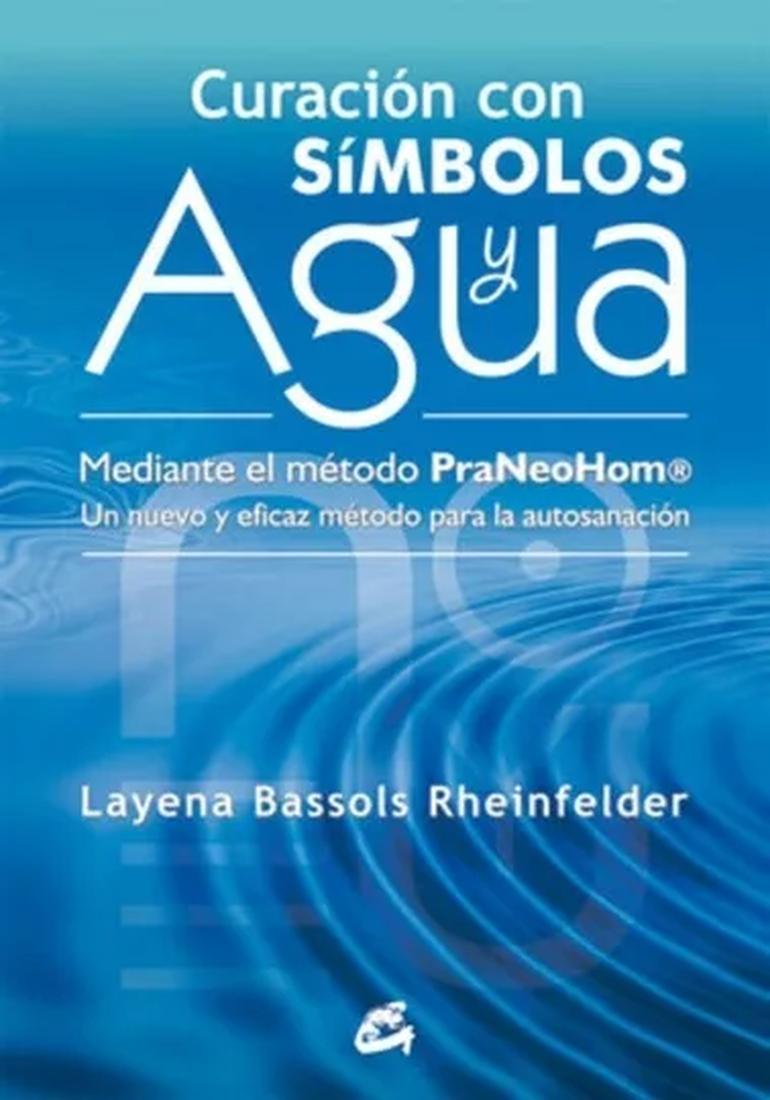 Curación con
SíMBOLOS
y
Agua
Mediante el método PraNeoHom®
Un nuevo y eficaz método para la autosanación
Layena Bassols Rheinfelder